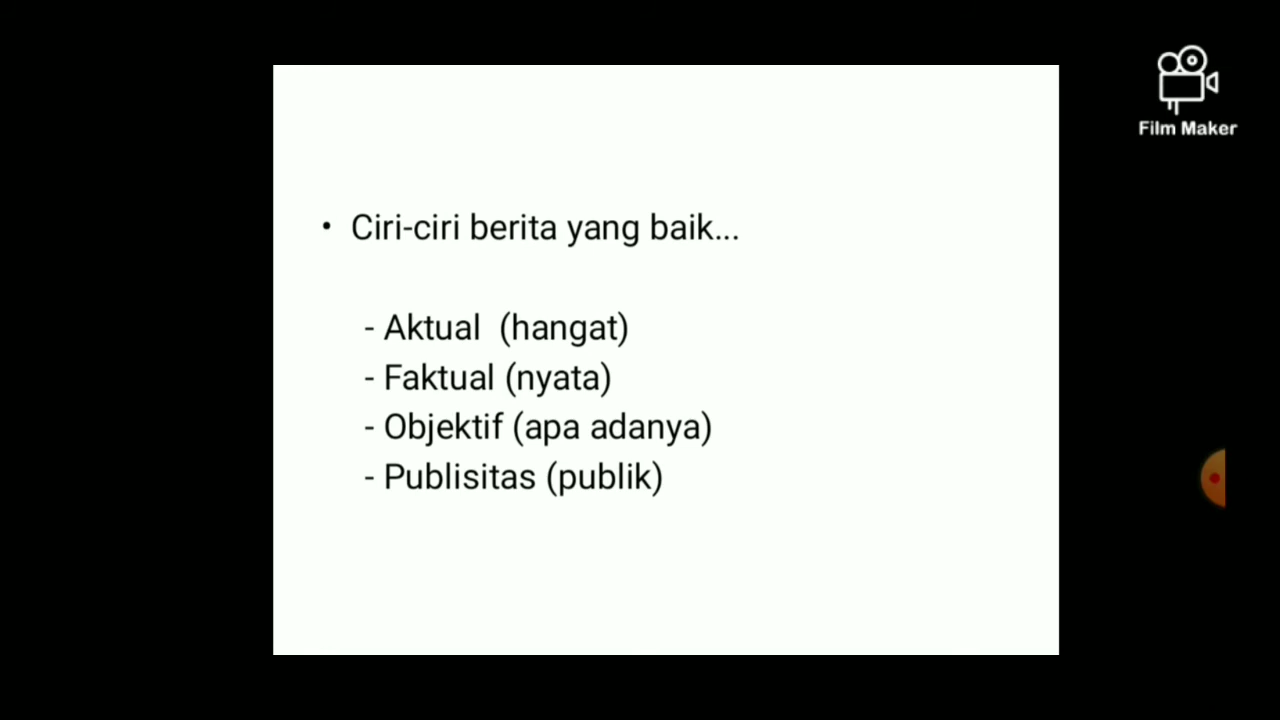 Film Maker
• Ciri-ciri berita yang baik...
- Aktual (hangat)
- Faktual (nyata)
- Objektif (apa adanya)
- Publisitas (publik)